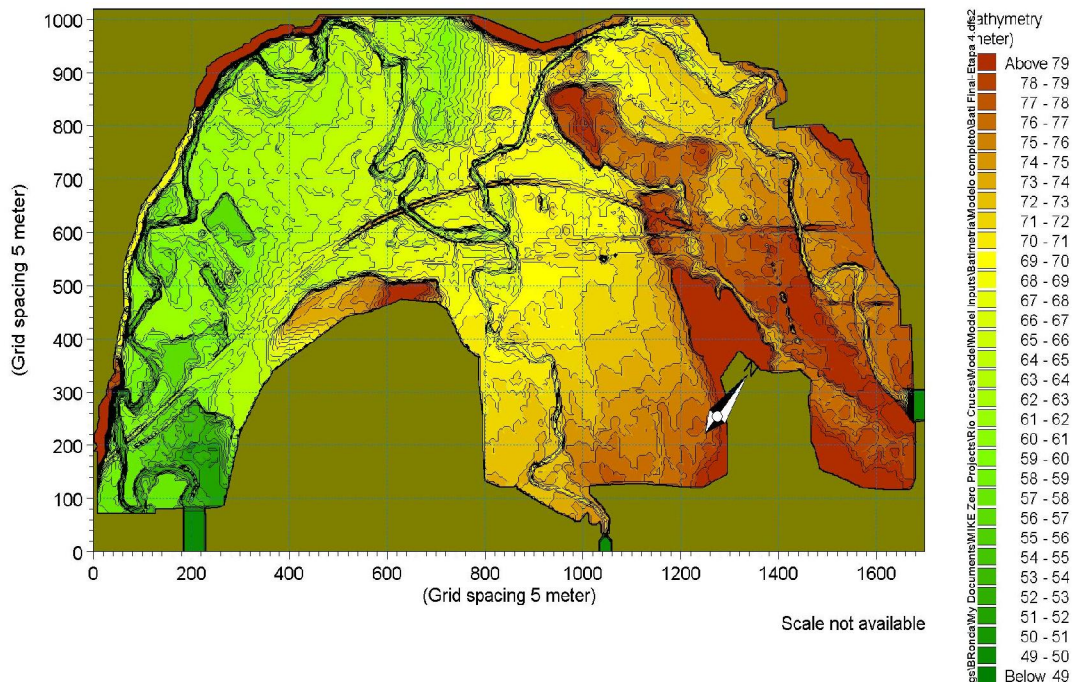 1000
900
800
700
600
500
400
300
200
100
0
(Grid spacing 5 meter)
0 200 400 600 800 1000 1200 1400 1600
(Grid spacing 5 meter)
Scale not available
N
gs\BRonda\My Documents\MIKE Zero Projects\Rio Cruces\Model\Model Inputs\Batimetria\Modelo completo\Bati Final-Etapa 4.dfs2
athymetry
neter)
Above 79
78 - 79
77 - 78
76 - 77
75 - 76
74 - 75
73 - 74
72 - 73
71 - 72
70 - 71
69 - 70
68 - 69
67 - 68
66 - 67
65 - 66
64 - 65
63 - 64
62 - 63
61 - 62
60 - 61
59 - 60
58 - 59
57 - 58
56 - 57
55 - 56
54 - 55
53 - 54
52 - 53
51 - 52
50 - 51
49 - 50
Below 49